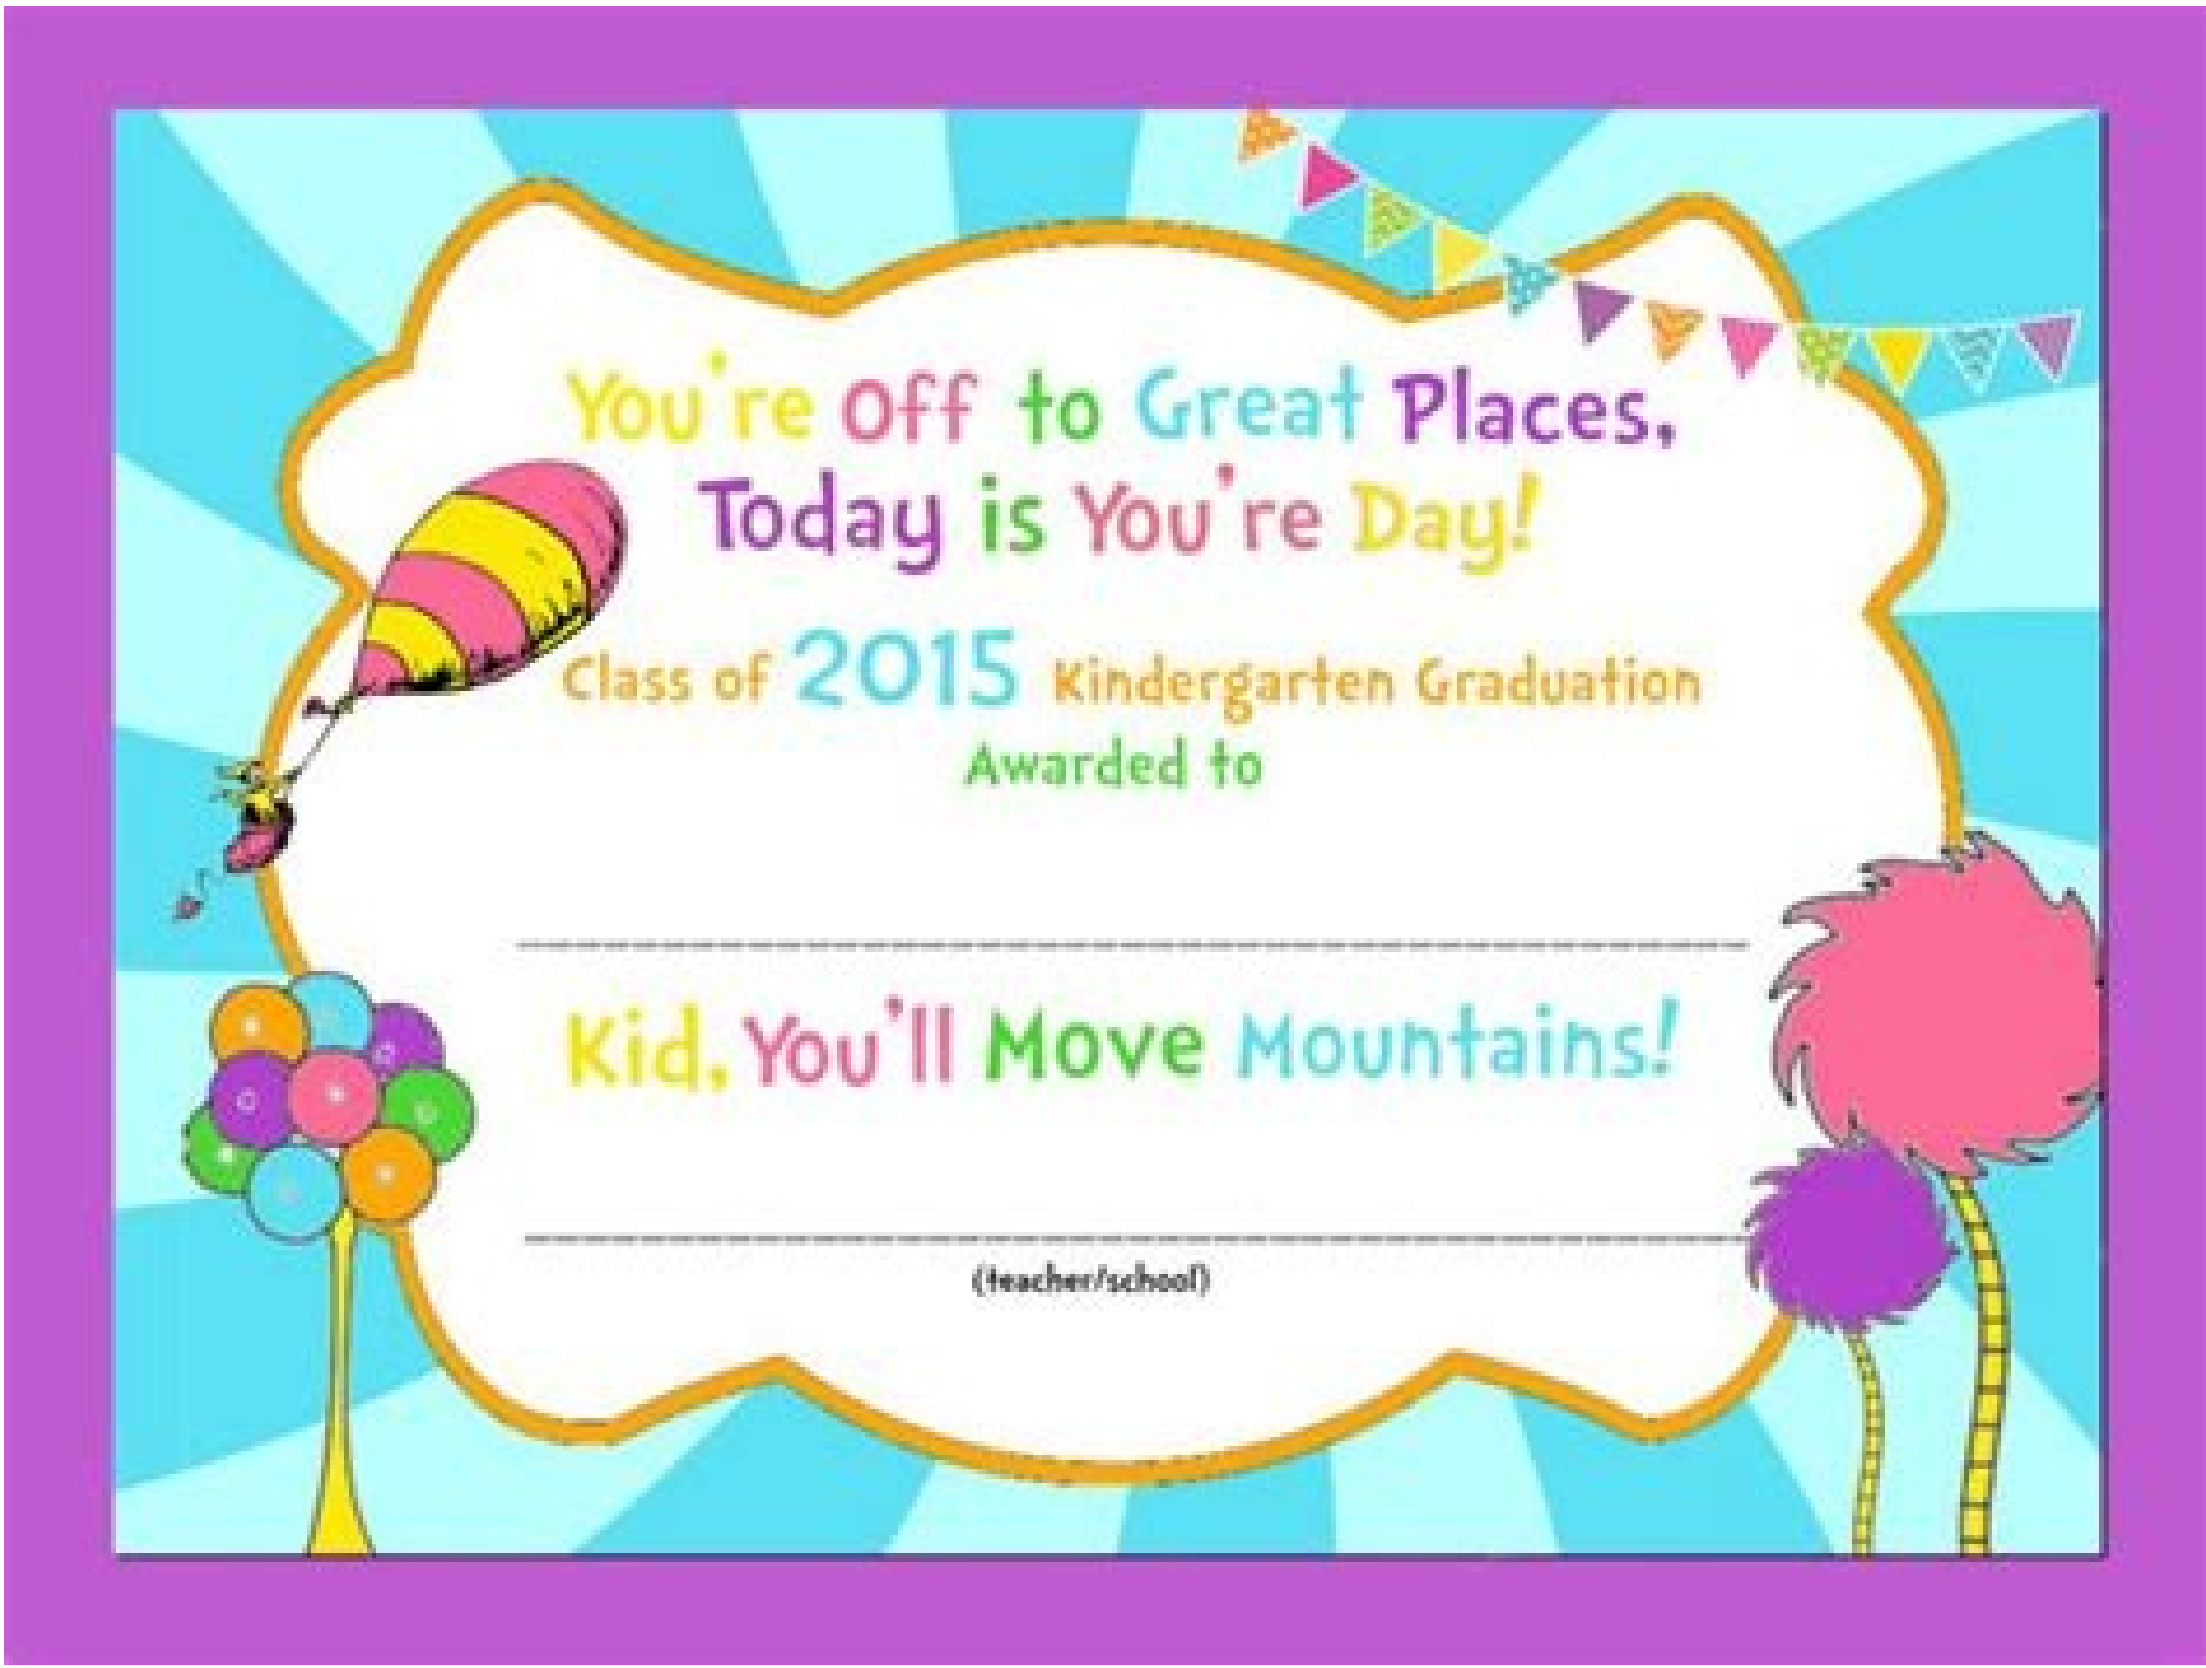 You're Off to Great Places,
Today is You're Day!
Class of 2015 Kindergarten Graduation
Awarded to
Kid, You'll Move Mountains!
(teacher/school)